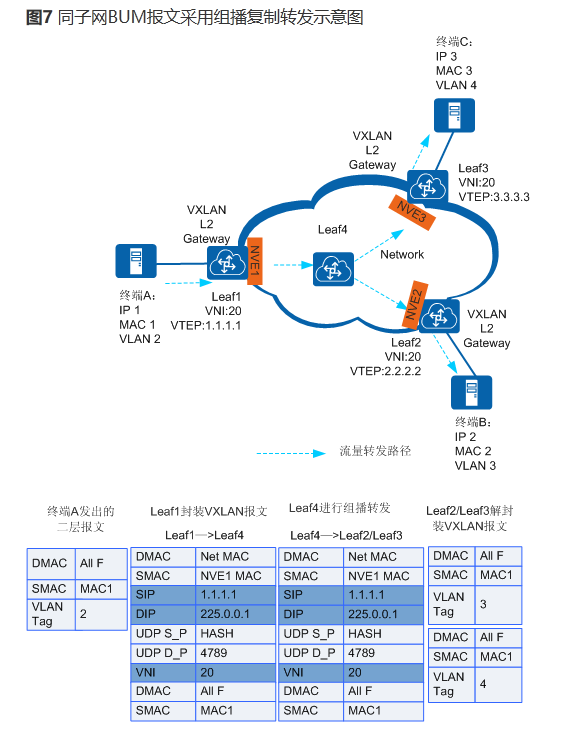 图7 同子网BUM报文采用组播复制转发示意图
终端C:
IP 3
MAC 3
VLAN 4
VXLAN
L2
Gateway
Leaf3
VNI:20
VTEP:3.3.3.3
NVE3
VXLAN
L2
Gateway
NVE1
Leaf4
Network
终端A:
IP 1
MAC 1
VLAN 2
Leaf1
VNI:20
VTEP:1.1.1.1
NVE2
VXLAN
L2
Gateway
Leaf2
VNI:20
VTEP:2.2.2.2
终端B:
IP 2
MAC 2
VLAN 3
流量转发路径
终端A发出的
二层报文
DMAC All F
SMAC MAC1
VLAN Tag 2
Leaf1封装VXLAN报文
Leaf1—>Leaf4
DMAC Net MAC
SMAC NVE1 MAC
SIP 1.1.1.1
DIP 225.0.0.1
UDP S_P HASH
UDP D_P 4789
VNI 20
DMAC All F
SMAC MAC1
Leaf4进行组播转发
Leaf4—>Leaf2/Leaf3
DMAC Net MAC
SMAC NVE1 MAC
SIP 1.1.1.1
DIP 225.0.0.1
UDP S_P HASH
UDP D_P 4789
VNI 20
DMAC All F
SMAC MAC1
Leaf2/Leaf3解封
装VXLAN报文
DMAC All F
SMAC MAC1
VLAN Tag 3
DMAC All F
SMAC MAC1
VLAN Tag 4